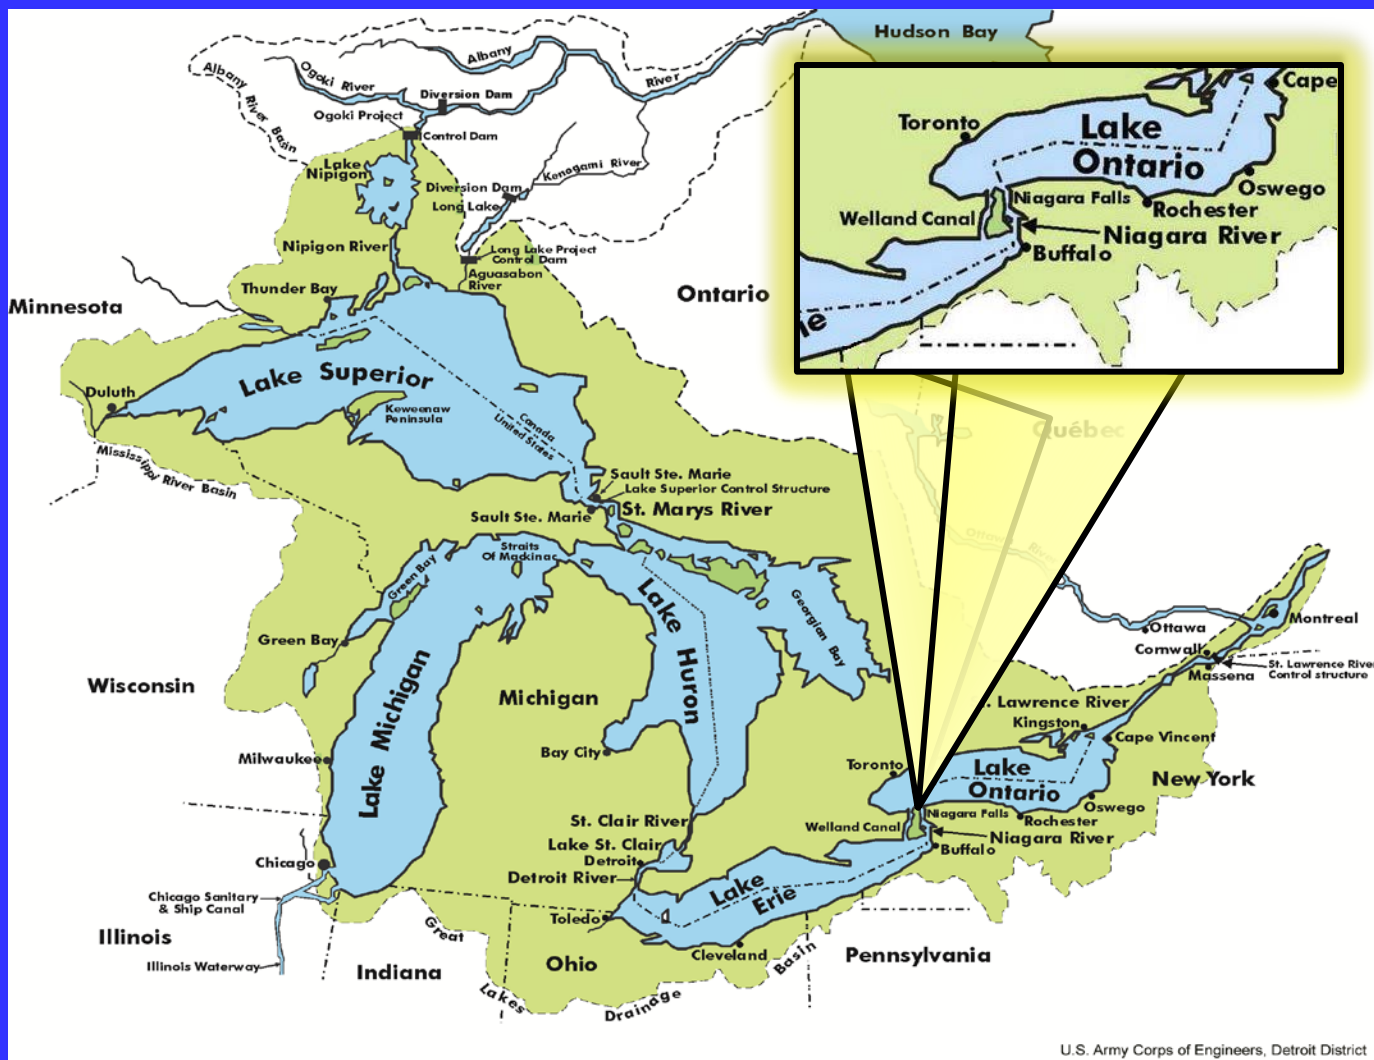 Hudson Bay
Albany
River
Albany River Basin
Ogoki River
Diversion Dam
Ogoki Project
Control Dam
Lake
Nipigon
Kenogami River
Diversion Dam
Long Lake
Nipigon River
Long Lake Project
Control Dam
Aguasabon
River
Thunder Bay
Minnesota
Ontario
Cape
Toronto
Lake
Ontario
Oswego
Niagara Falls
Rochester
Welland Canal
Niagara River
Buffalo
ie
Lake Superior
Duluth
Keweenaw
Peninsula
Canada
United States
Mississippi River Basin
Québec
Sault Ste. Marie
Lake Superior Control Structure
St. Marys River
Sault Ste. Marie
Straits
Of Mackinac
Ottawa River
Green Bay
Lake Huron
Georgian Bay
Green Bay
Ottawa
Montreal
Cornwall
St. Lawrence River
Control structure
Massena
Wisconsin
Lake Michigan
Michigan
. Lawrence River
Kingston
Cape Vincent
Bay City
Milwaukee
Toronto
Lake
Ontario
New York
Oswego
Niagara Falls
Rochester
St. Clair River
Welland Canal
Niagara River
Lake St. Clair
Buffalo
Chicago
Detroit
Detroit River
Lake
Erie
Chicago Sanitary
& Ship Canal
Toledo
Illinois
Great
Cleveland
Basin
Pennsylvania
Illinois Waterway
Indiana
Ohio
Lakes
Drainage
U.S. Army Corps of Engineers, Detroit District